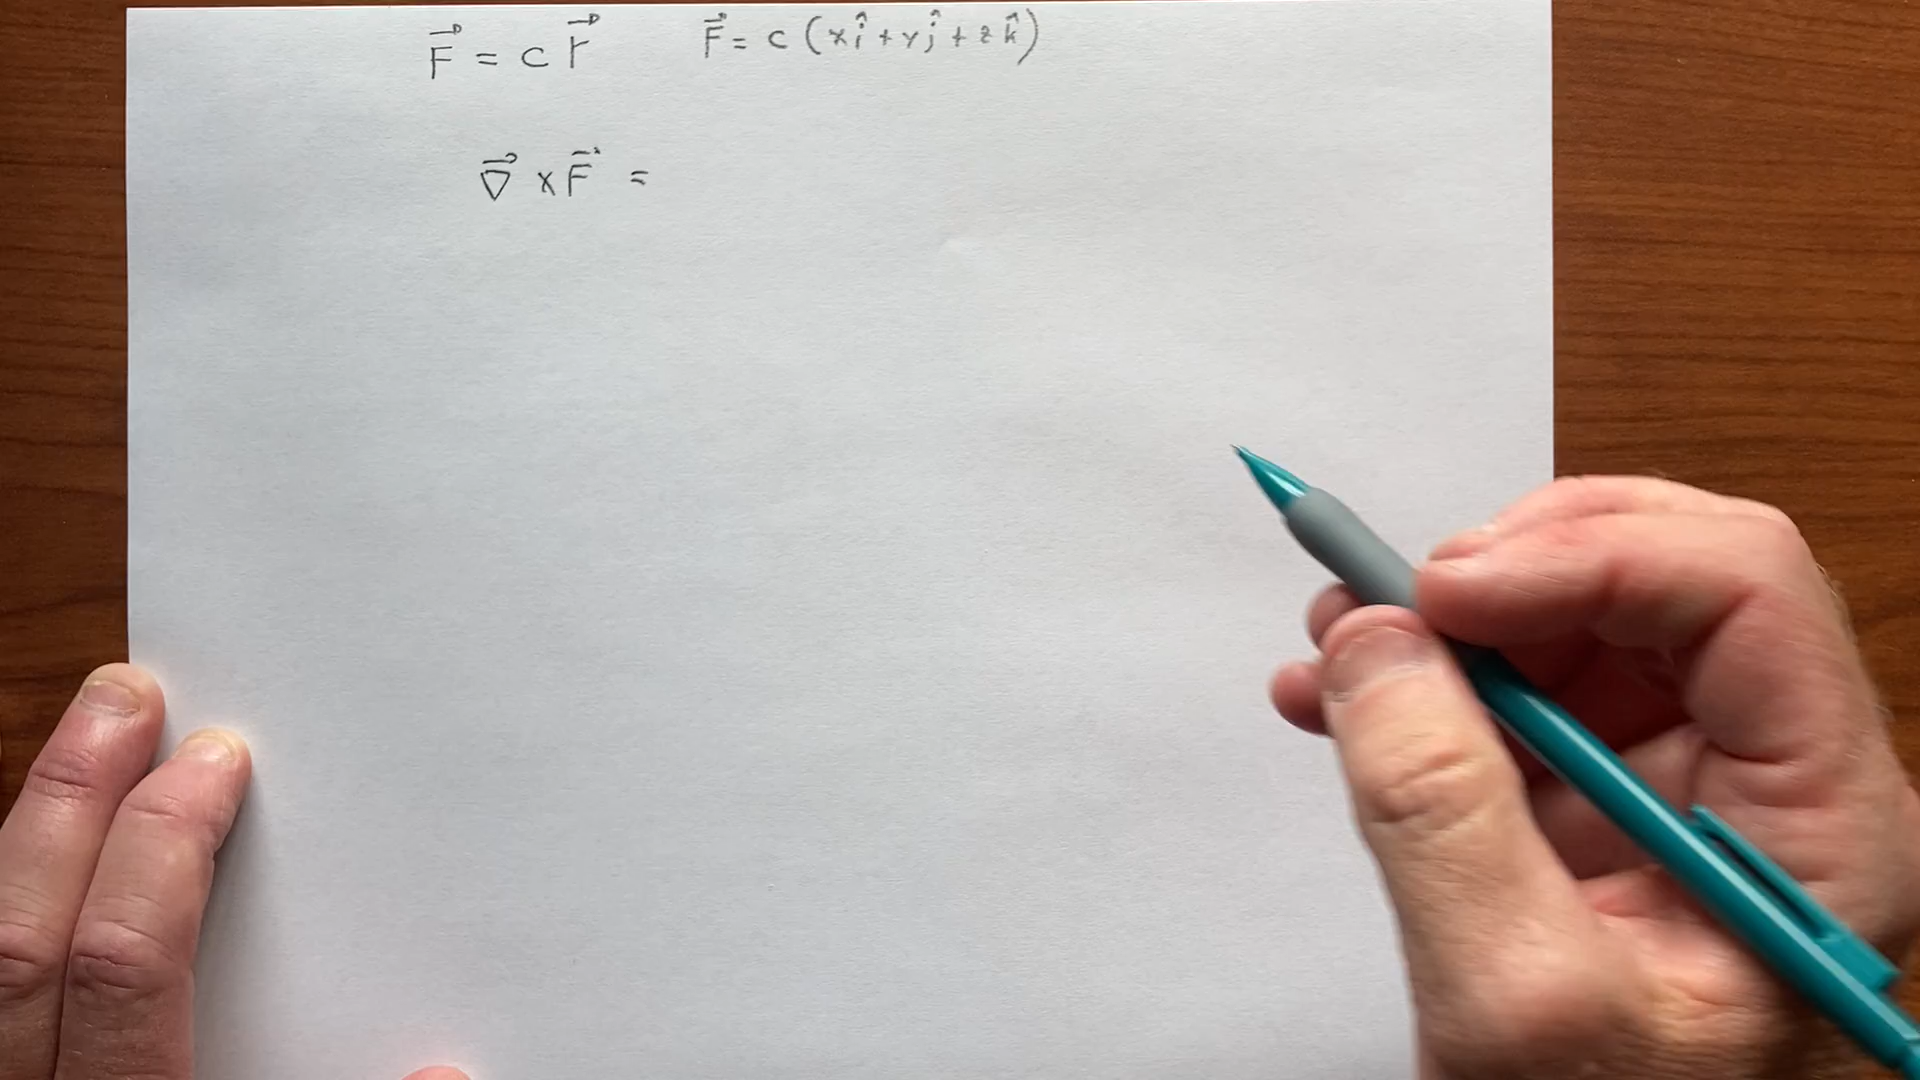 F⃗ = c r⃗   F⃗ = c (xî + yĵ + zk̂)
∇⃗ × F⃗ =